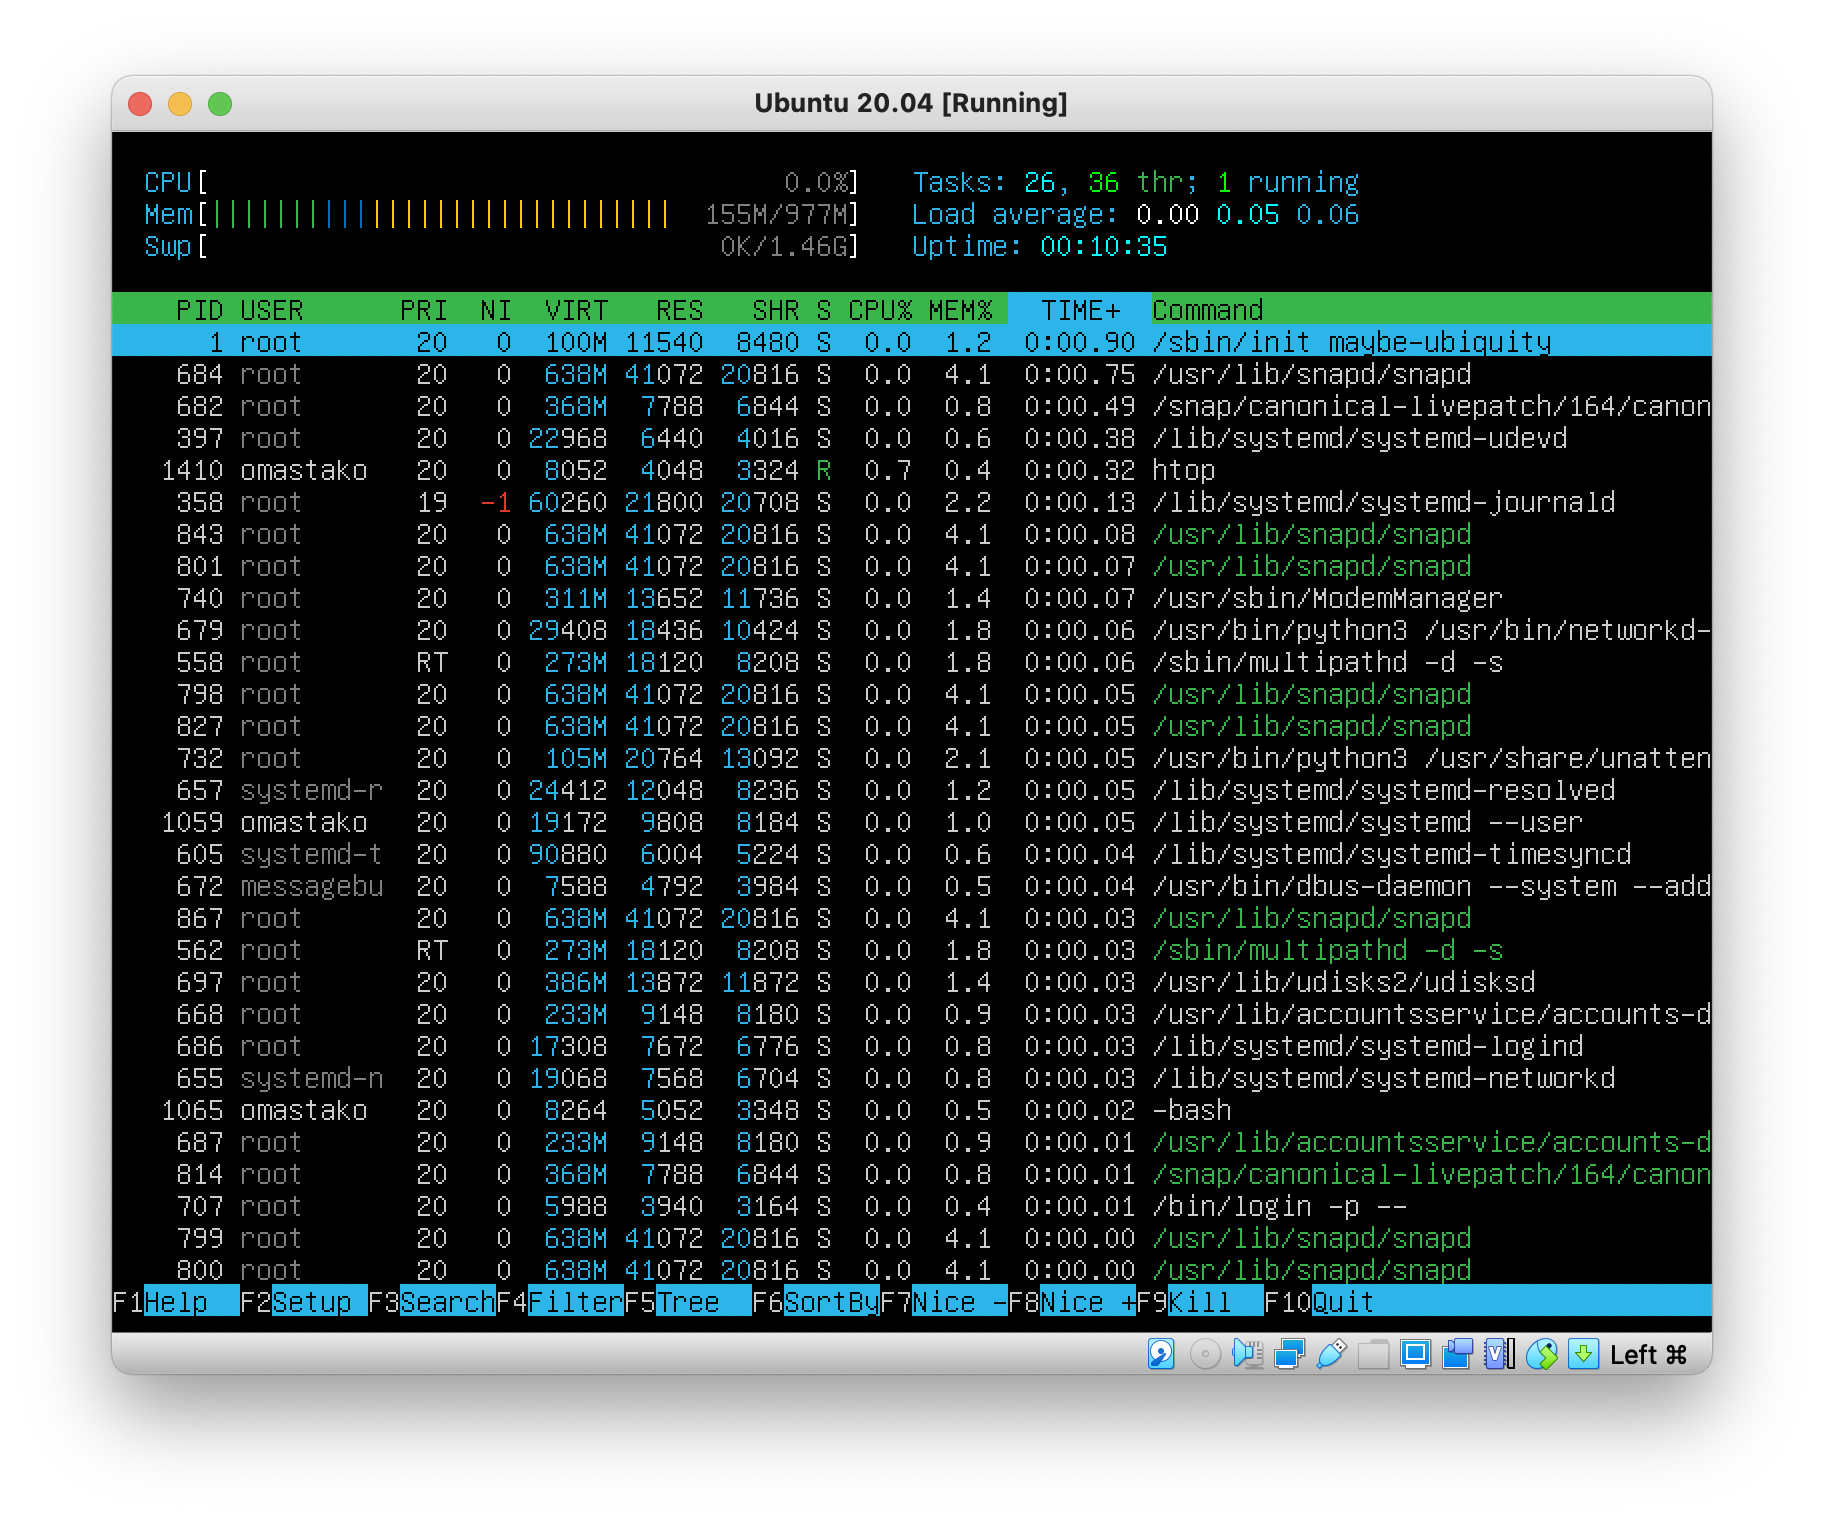 Ubuntu 20.04 [Running]
CPU[ 0.0%] Tasks: 26, 36 thr; 1 running
Mem[||||||||||||||||||||||||||||| 155M/977M] Load average: 0.00 0.05 0.06
Swp[ 0K/1.46G] Uptime: 00:10:35
PID USER PRI NI VIRT RES SHR S CPU% MEM% TIME+ Command
1 root 20 0 100M 11540 8480 S 0.0 1.2 0:00.90 /sbin/init maybe-ubiquity
684 root 20 0 638M 41072 20816 S 0.0 4.1 0:00.75 /usr/lib/snapd/snapd
682 root 20 0 368M 7788 6844 S 0.0 0.8 0:00.49 /snap/canonical-livepatch/164/canon
397 root 20 0 22968 6440 4016 S 0.0 0.6 0:00.38 /lib/systemd/systemd-udevd
1410 omastako 20 0 8052 4048 3324 R 0.7 0.4 0:00.32 htop
358 root 19 -1 60260 21800 20708 S 0.0 2.2 0:00.13 /lib/systemd/systemd-journald
843 root 20 0 638M 41072 20816 S 0.0 4.1 0:00.08 /usr/lib/snapd/snapd
801 root 20 0 638M 41072 20816 S 0.0 4.1 0:00.07 /usr/lib/snapd/snapd
740 root 20 0 311M 13652 11736 S 0.0 1.4 0:00.07 /usr/sbin/ModemManager
679 root 20 0 29408 18436 10424 S 0.0 1.8 0:00.06 /usr/bin/python3 /usr/bin/networkd-
558 root RT 0 273M 18120 8208 S 0.0 1.8 0:00.06 /sbin/multipathd -d -s
798 root 20 0 638M 41072 20816 S 0.0 4.1 0:00.05 /usr/lib/snapd/snapd
827 root 20 0 638M 41072 20816 S 0.0 4.1 0:00.05 /usr/lib/snapd/snapd
732 root 20 0 105M 20764 13092 S 0.0 2.1 0:00.05 /usr/bin/python3 /usr/share/unatten
657 systemd-r 20 0 24412 12048 8236 S 0.0 1.2 0:00.05 /lib/systemd/systemd-resolved
1059 omastako 20 0 19172 9808 8184 S 0.0 1.0 0:00.05 /lib/systemd/systemd --user
605 systemd-t 20 0 90880 6004 5224 S 0.0 0.6 0:00.04 /lib/systemd/systemd-timesyncd
672 messagebu 20 0 7588 4792 3984 S 0.0 0.5 0:00.04 /usr/bin/dbus-daemon --system --add
867 root 20 0 638M 41072 20816 S 0.0 4.1 0:00.03 /usr/lib/snapd/snapd
562 root RT 0 273M 18120 8208 S 0.0 1.8 0:00.03 /sbin/multipathd -d -s
697 root 20 0 386M 13872 11872 S 0.0 1.4 0:00.03 /usr/lib/udisks2/udisksd
668 root 20 0 233M 9148 8180 S 0.0 0.9 0:00.03 /usr/lib/accountsservice/accounts-d
686 root 20 0 17308 7672 6776 S 0.0 0.8 0:00.03 /lib/systemd/systemd-logind
655 systemd-n 20 0 19068 7568 6704 S 0.0 0.8 0:00.03 /lib/systemd/systemd-networkd
1065 omastako 20 0 8264 5052 3348 S 0.0 0.5 0:00.02 -bash
687 root 20 0 233M 9148 8180 S 0.0 0.9 0:00.01 /usr/lib/accountsservice/accounts-d
814 root 20 0 368M 7788 6844 S 0.0 0.8 0:00.01 /snap/canonical-livepatch/164/canon
707 root 20 0 5988 3940 3164 S 0.0 0.4 0:00.01 /bin/login -p --
799 root 20 0 638M 41072 20816 S 0.0 4.1 0:00.00 /usr/lib/snapd/snapd
800 root 20 0 638M 41072 20816 S 0.0 4.1 0:00.00 /usr/lib/snapd/snapd
F1Help F2Setup F3SearchF4FilterF5Tree F6SortByF7Nice -F8Nice +F9Kill F10Quit
Left ⌘